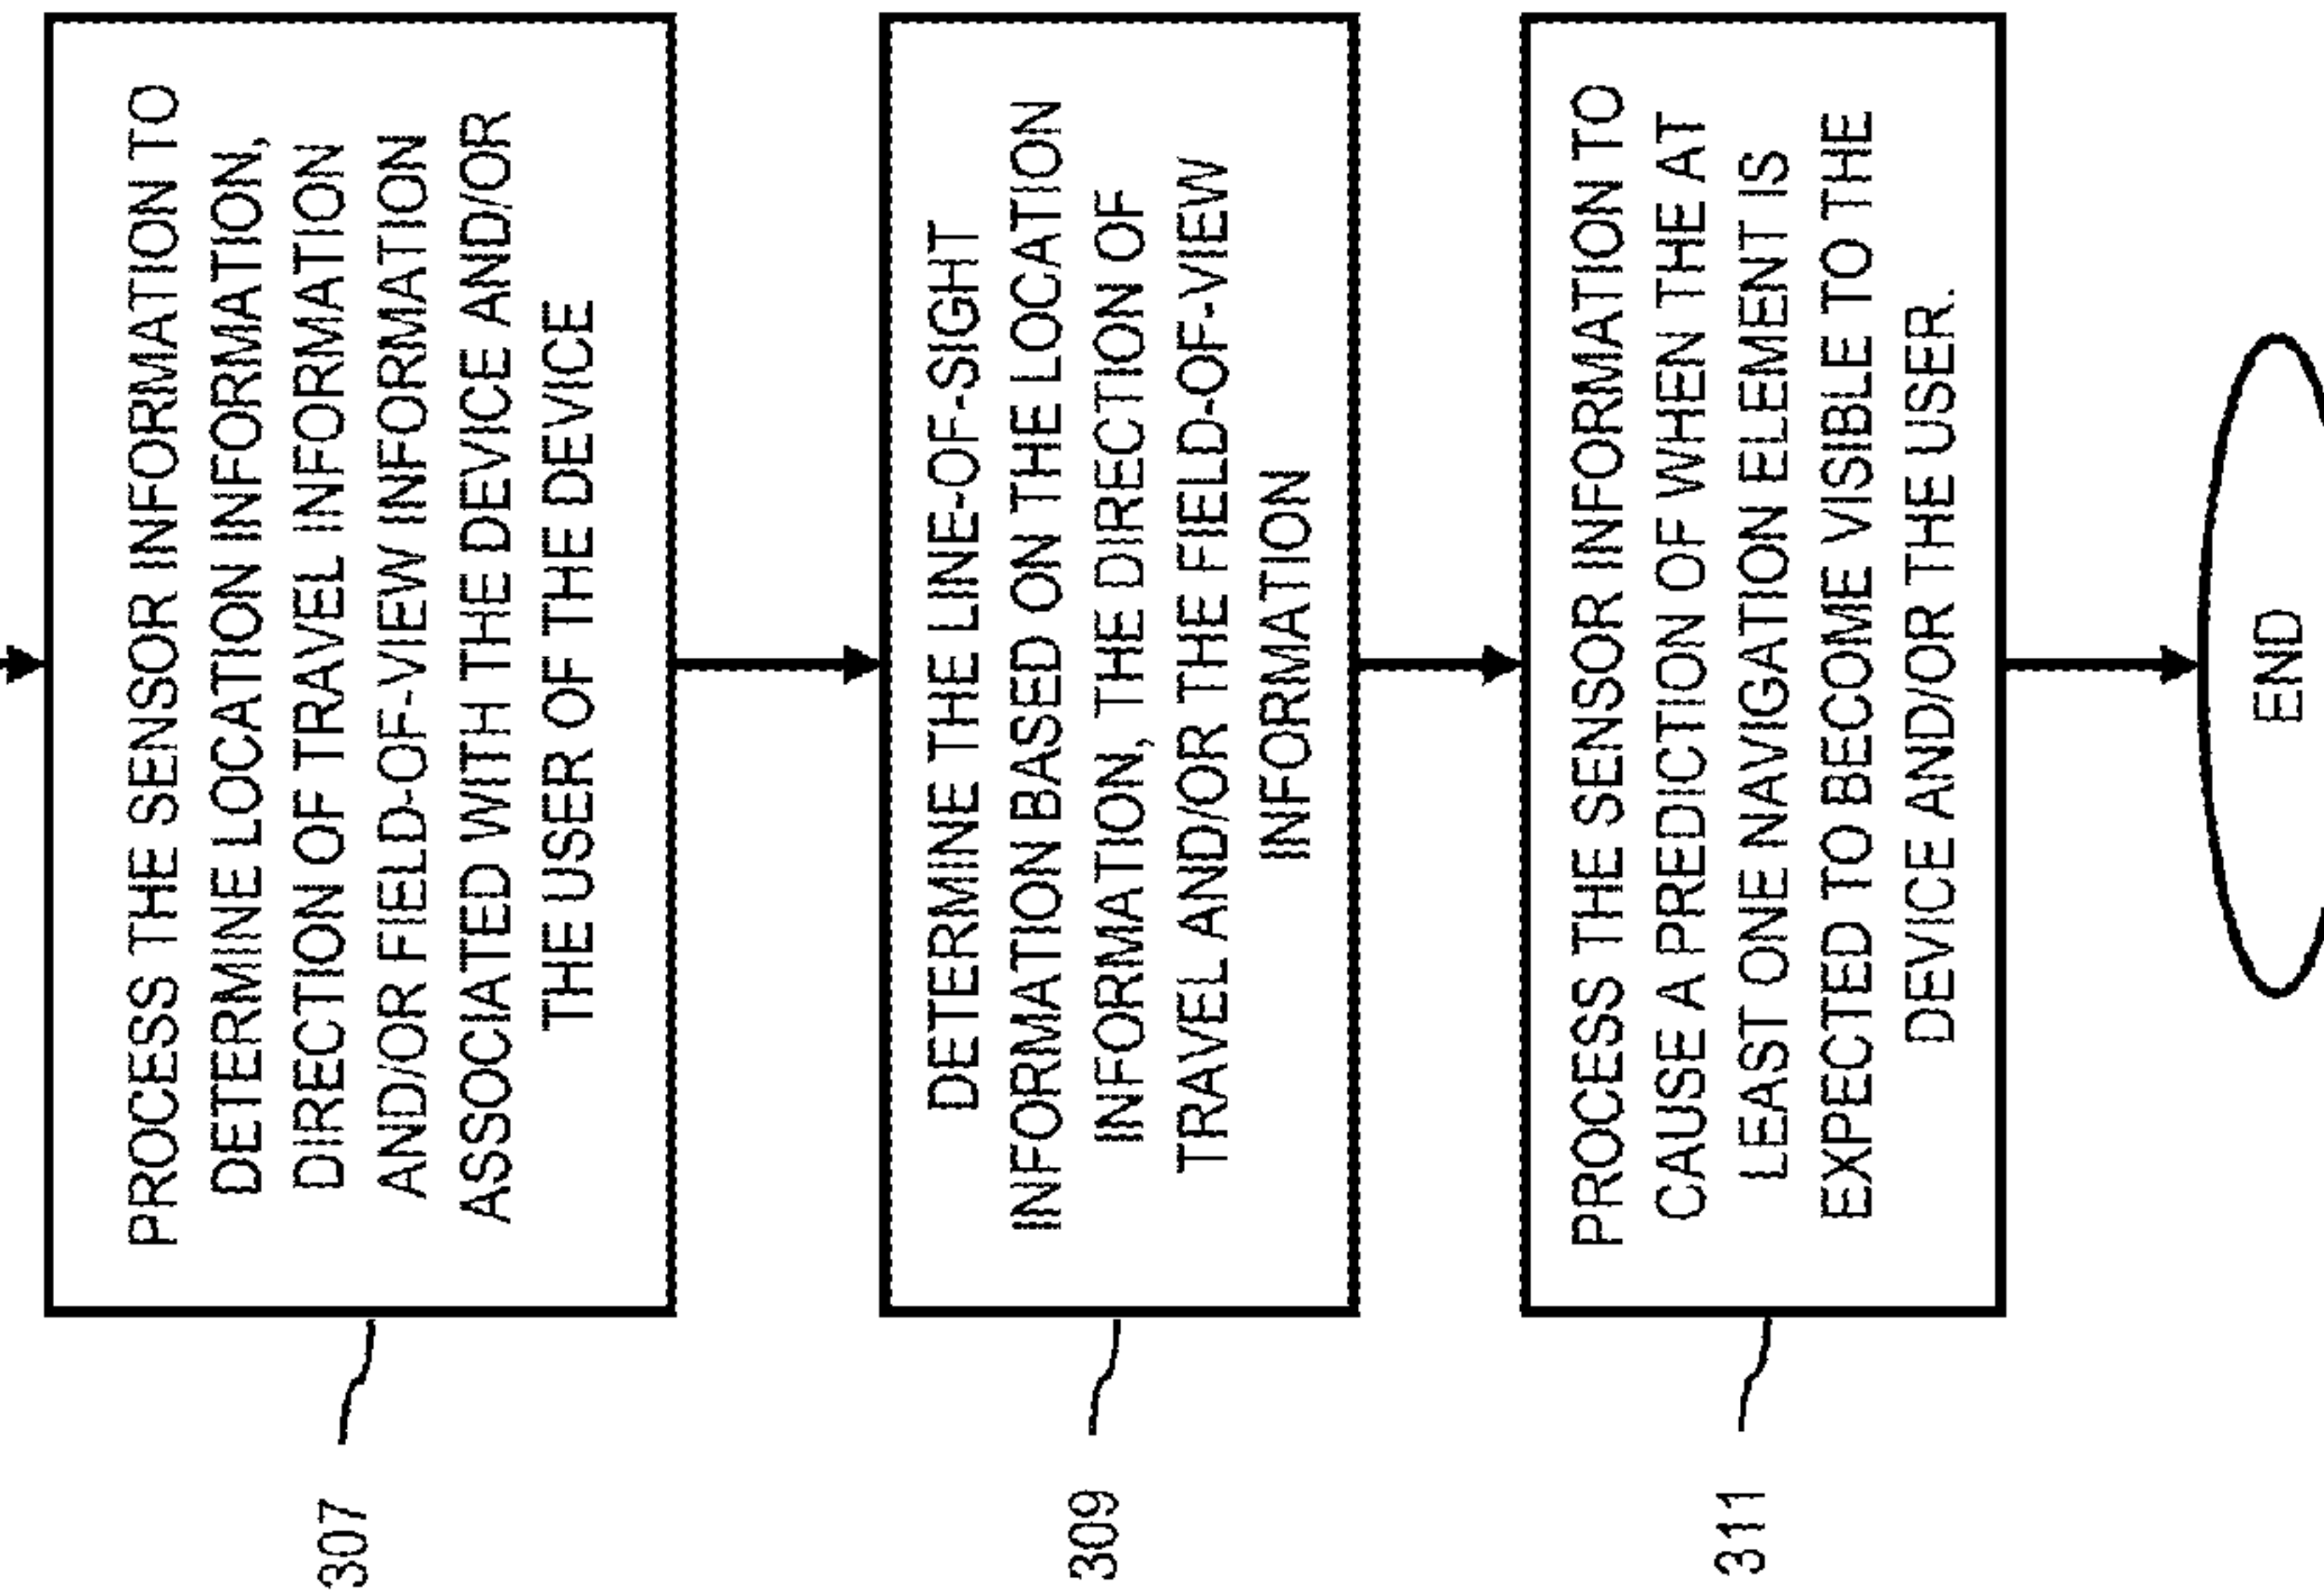 307
PROCESS THE SENSOR INFORMATION TO
DETERMINE LOCATION INFORMATION,
DIRECTION OF TRAVEL INFORMATION
AND/OR FIELD-OF-VIEW INFORMATION
ASSOCIATED WITH THE DEVICE AND/OR
THE USER OF THE DEVICE
309
DETERMINE THE LINE-OF-SIGHT
INFORMATION BASED ON THE LOCATION
INFORMATION, THE DIRECTION OF
TRAVEL AND/OR THE FIELD-OF-VIEW
INFORMATION
311
PROCESS THE SENSOR INFORMATION TO
CAUSE A PREDICTION OF WHEN THE AT
LEAST ONE NAVIGATION ELEMENT IS
EXPECTED TO BECOME VISIBLE TO THE
DEVICE AND/OR THE USER.
END